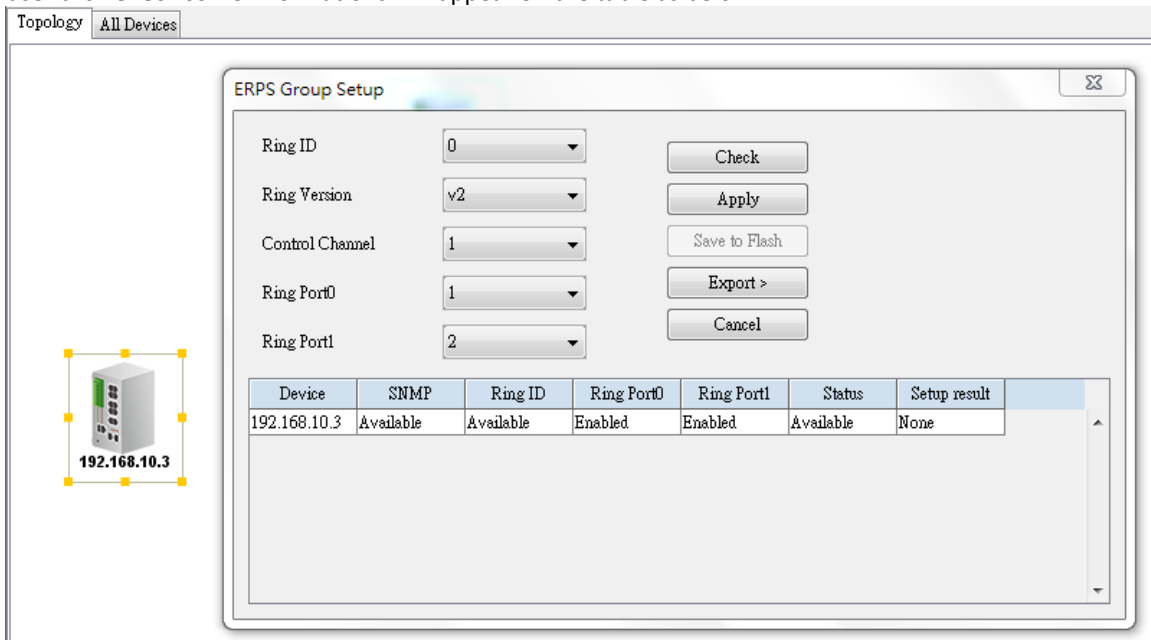 Topology All Devices
ERPS Group Setup
Ring ID 0 Check
Ring Version v2 Apply
Control Channel 1 Save to Flash
Ring Port0 1 Export >
Ring Port1 2 Cancel
Device SNMP Ring ID Ring Port0 Ring Port1 Status Setup result
192.168.10.3 Available Available Enabled Enabled Available None
192.168.10.3